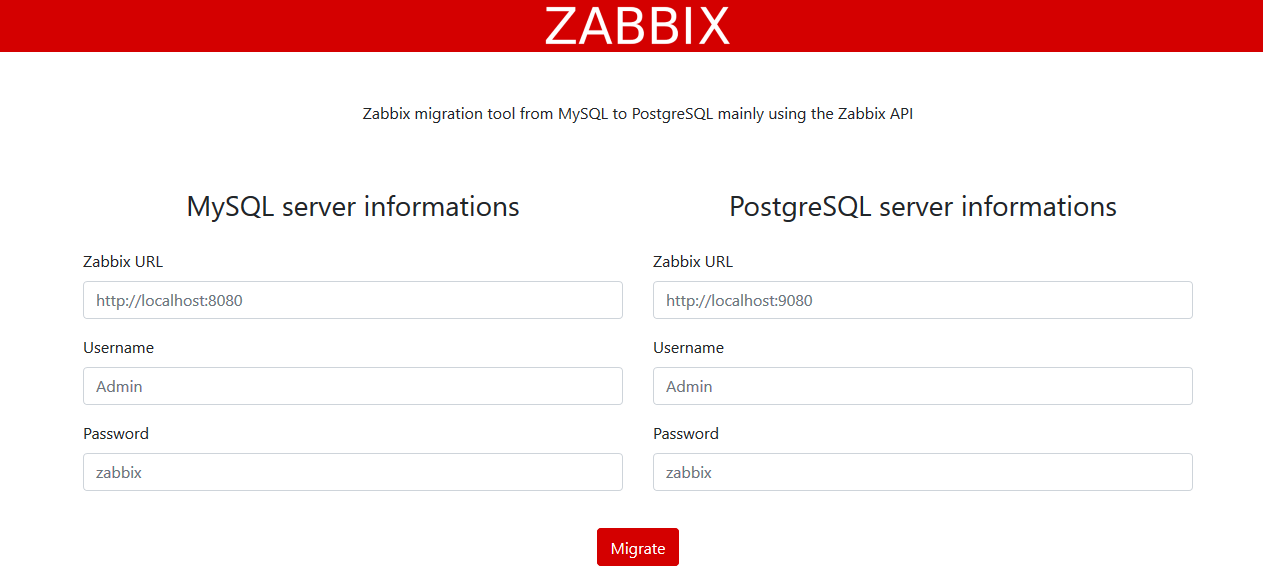 ZABBIX
Zabbix migration tool from MySQL to PostgreSQL mainly using the Zabbix API
MySQL server informations
Zabbix URL
http://localhost:8080
Username
Admin
Password
zabbix
PostgreSQL server informations
Zabbix URL
http://localhost:9080
Username
Admin
Password
zabbix
Migrate